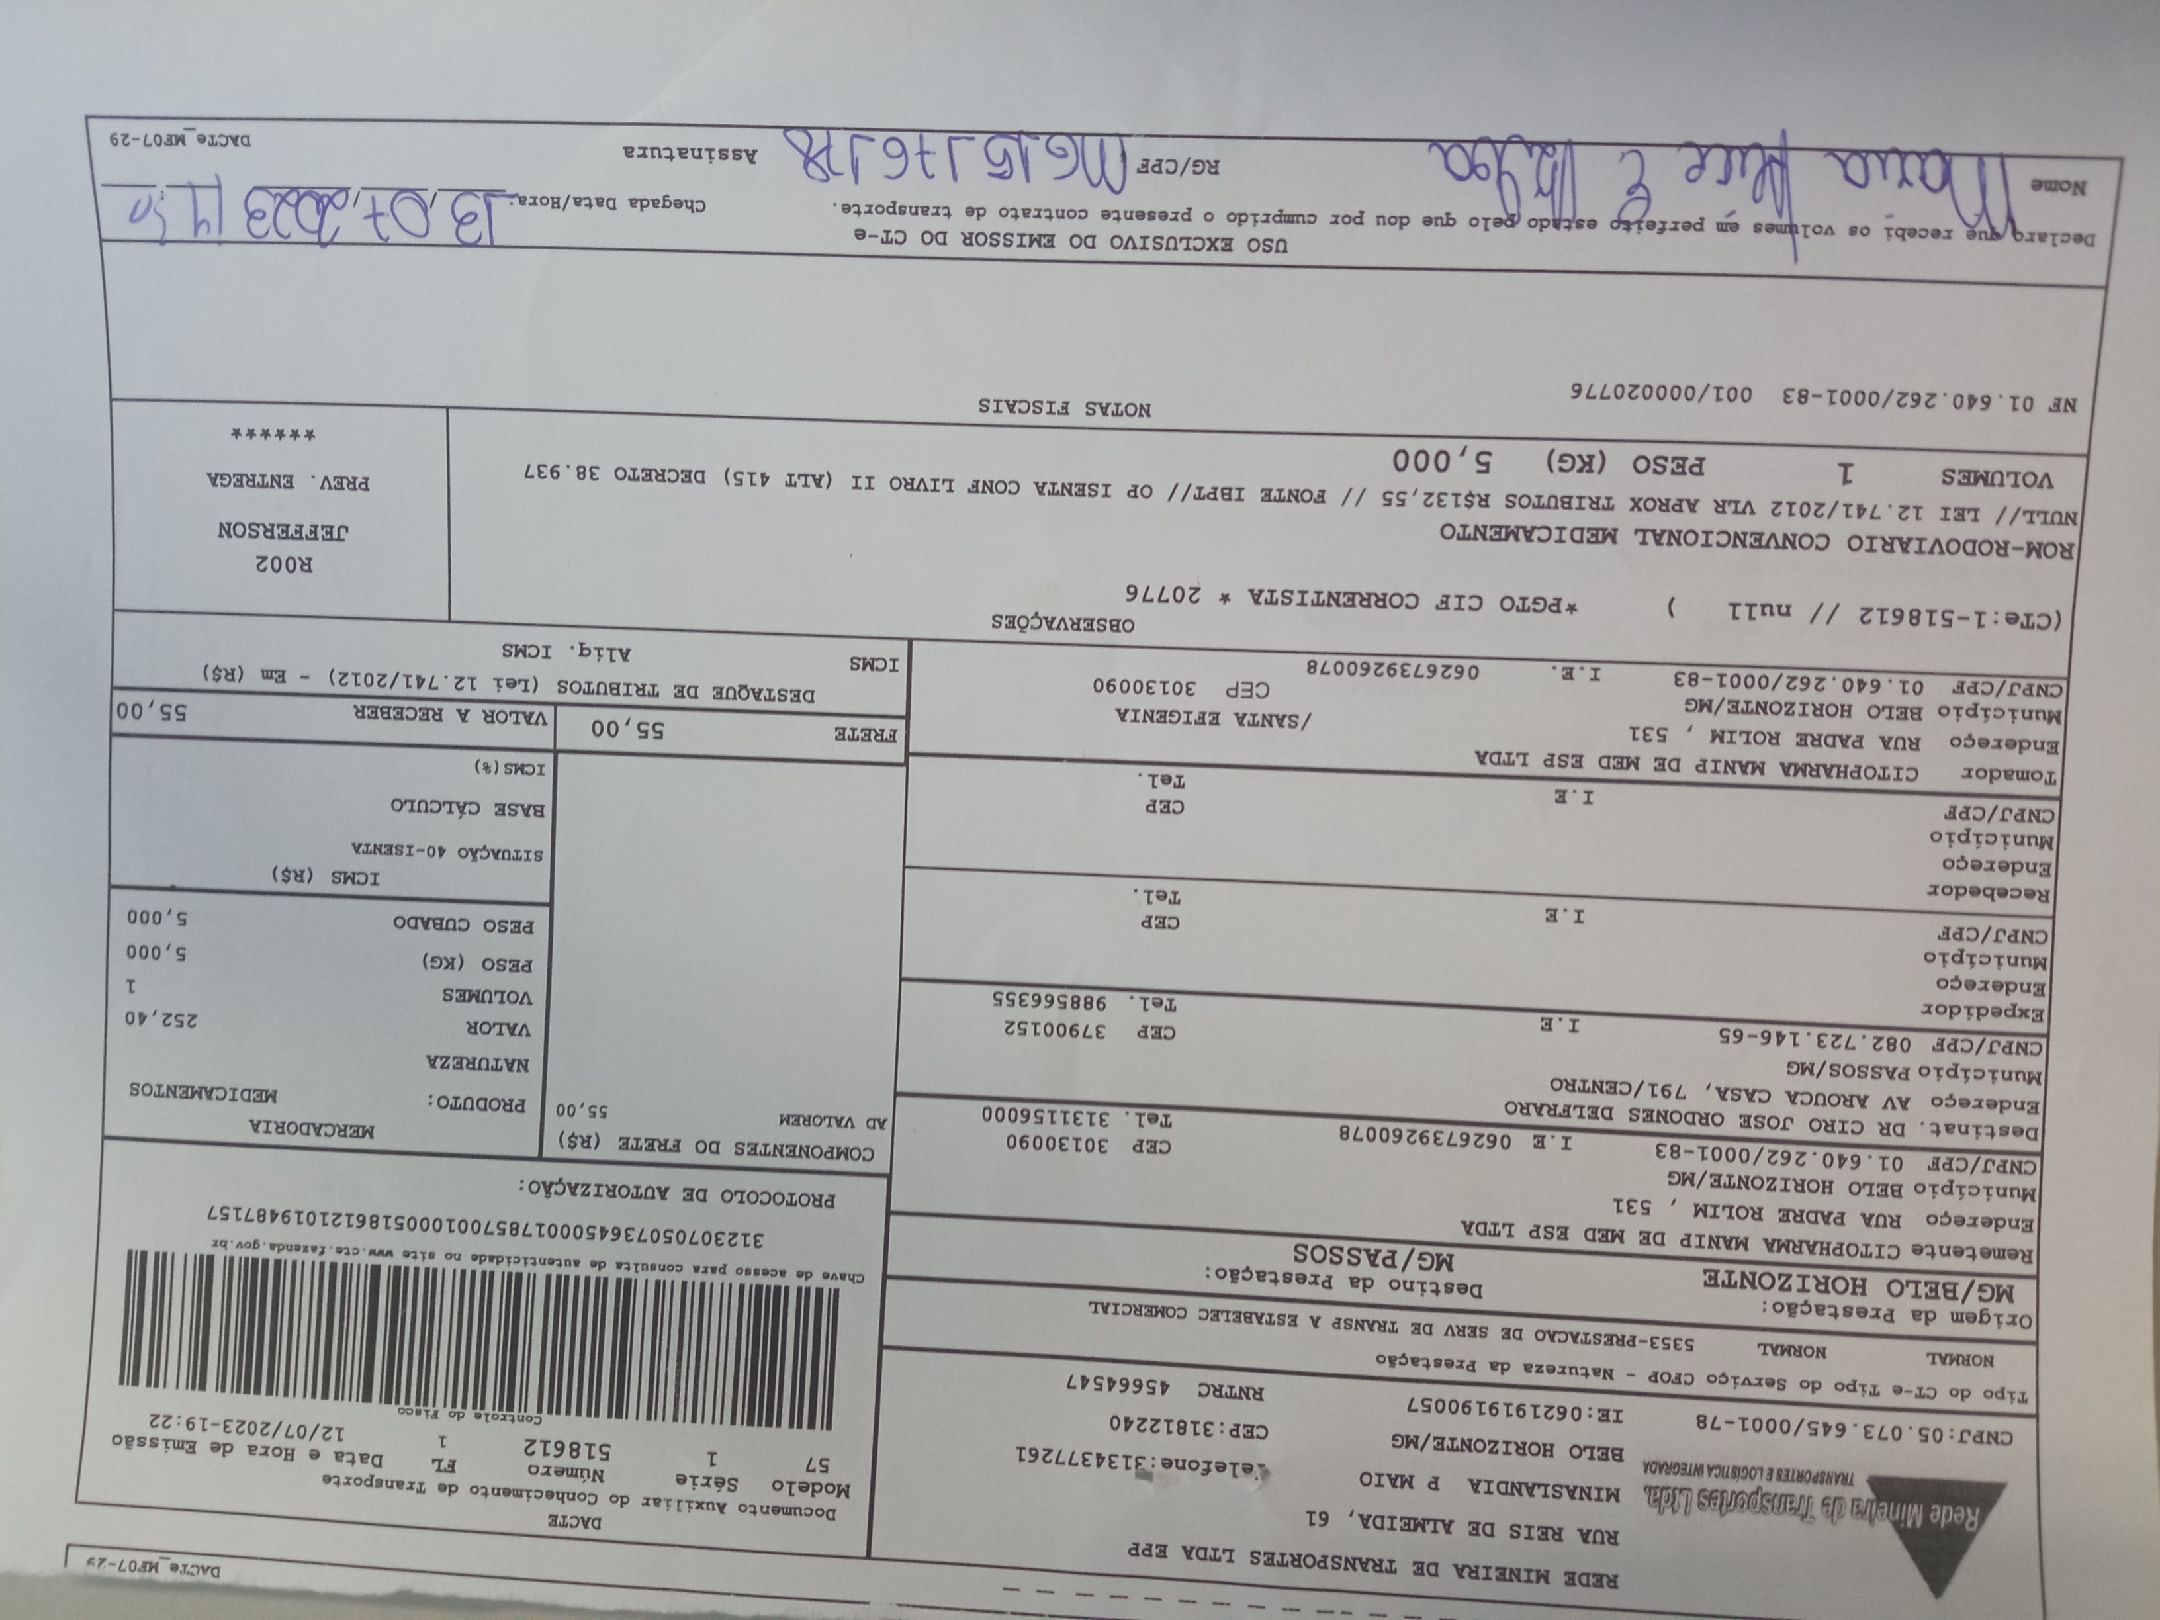 DACTe_MF07-29
Rede Mineira de Transportes Ltda.
TRANSPORTES E LOGÍSTICA INTEGRADA
REDE MINEIRA DE TRANSPORTES LTDA EPP
RUA REIS DE ALMEIDA, 61
MINASLANDIA P MAIO Telefone:3134377261
BELO HORIZONTE/MG CEP:31812240
CNPJ:05.073.645/0001-78 IE:0621919190057 RNTRC 45664547
DACTE
Documento Auxiliar do Conhecimento de Transporte
Modelo Série Número FL Data e Hora de Emissão
57 1 518612 1 12/07/2023-19:22
Controle do Fisco
Chave de acesso para consulta de autenticidade no site www.cte.fazenda.gov.br
31230705073645000178570010005186121019487157
PROTOCOLO DE AUTORIZAÇÃO:
Tipo do CT-e Tipo do Serviço CFOP - Natureza da Prestação
NORMAL NORMAL 5353-PRESTACAO DE SERV DE TRANSP A ESTABELEC COMERCIAL
Origem da Prestação: Destino da Prestação:
MG/BELO HORIZONTE MG/PASSOS
Remetente CITOPHARMA MANIP DE MED ESP LTDA
Endereço RUA PADRE ROLIM , 531
Município BELO HORIZONTE/MG CEP 30130090
CNPJ/CPF 01.640.262/0001-83 I.E 0626739260078 Tel. 3131156000
Destinat. DR CIRO JOSE ORDONES DELFRARO
Endereço AV AROUCA CASA, 791/CENTRO
Município PASSOS/MG CEP 37900152
CNPJ/CPF 082.723.146-65 I.E Tel. 988566355
Expedidor
Endereço
Município CEP
CNPJ/CPF I.E Tel.
Recebedor
Endereço
Município CEP
CNPJ/CPF I.E Tel.
Tomador CITOPHARMA MANIP DE MED ESP LTDA
Endereço RUA PADRE ROLIM , 531 /SANTA EFIGENIA
Município BELO HORIZONTE/MG CEP 30130090
CNPJ/CPF 01.640.262/0001-83 I.E. 0626739260078
COMPONENTES DO FRETE (R$)
AD VALOREM 55,00
MERCADORIA
PRODUTO: MEDICAMENTOS
NATUREZA
VALOR 252,40
VOLUMES 1
PESO (KG) 5,000
PESO CUBADO 5,000
ICMS (R$)
SITUAÇÃO 40-ISENTA
BASE CÁLCULO
ICMS(%)
FRETE 55,00 VALOR A RECEBER 55,00
DESTAQUE DE TRIBUTOS (Lei 12.741/2012) - Em (R$)
ICMS Aliq. ICMS
OBSERVAÇÕES
(CTe:1-518612 // null ) *PGTO CIF CORRENTISTA * 20776
ROM-RODOVIARIO CONVENCIONAL MEDICAMENTO
NULL// LEI 12.741/2012 VLR APROX TRIBUTOS R$132,55 // FONTE IBPT// OP ISENTA CONF LIVRO II (ALT 415) DECRETO 38.937
VOLUMES 1 PESO (KG) 5,000
R002
JEFFERSON
PREV. ENTREGA
******
NOTAS FISCAIS
NF 01.640.262/0001-83 001/000020776
USO EXCLUSIVO DO EMISSOR DO CT-e
Declaro que recebi os volumes em perfeito estado pelo que dou por cumprido o presente contrato de transporte.
Chegada Data/Hora: 13/07/2023 14:50
Nome Maria
RG/CPF
Assinatura
DACTe_MF07-29